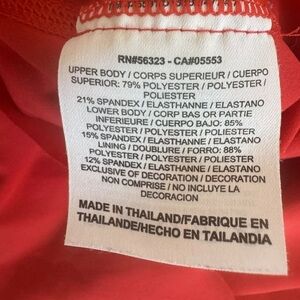 RN#56323 - CA#05553
UPPER BODY / CORPS SUPERIEUR / CUERPO
SUPERIOR: 79% POLYESTER / POLYESTER /
POLIESTER
21% SPANDEX / ELASTHANNE / ELASTANO
LOWER BODY / CORP BAS OR PARTIE
INFERIEURE / CUERPO BAJO: 85%
POLYESTER / POLYESTER / POLIESTER
15% SPANDEX / ELASTHANNE / ELASTANO
LINING / DOUBLURE / FORRO: 88%
POLYESTER / POLYESTER / POLIESTER
12% SPANDEX / ELASTHANNE / ELASTANO
EXCLUSIVE OF DECORATION / DECORATION
NON COMPRISE / NO INCLUYE LA
DECORACION
MADE IN THAILAND/FABRIQUE EN
THAILANDE/HECHO EN TAILANDIA